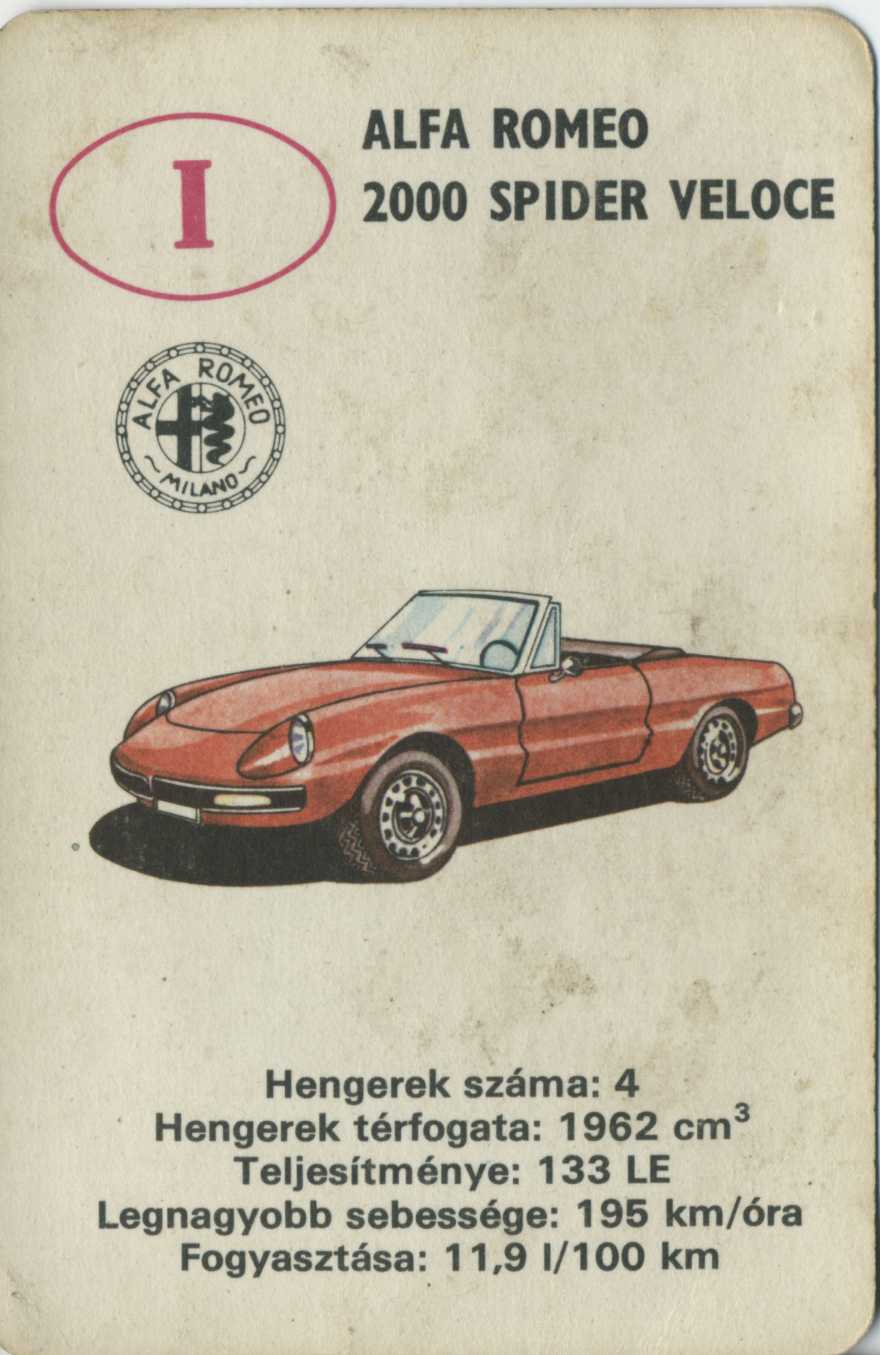 I
ALFA ROMEO
2000 SPIDER VELOCE
ALFA ROMEO
MILANO
Hengerek száma: 4
Hengerek térfogata: 1962 cm³
Teljesítménye: 133 LE
Legnagyobb sebessége: 195 km/óra
Fogyasztása: 11,9 l/100 km